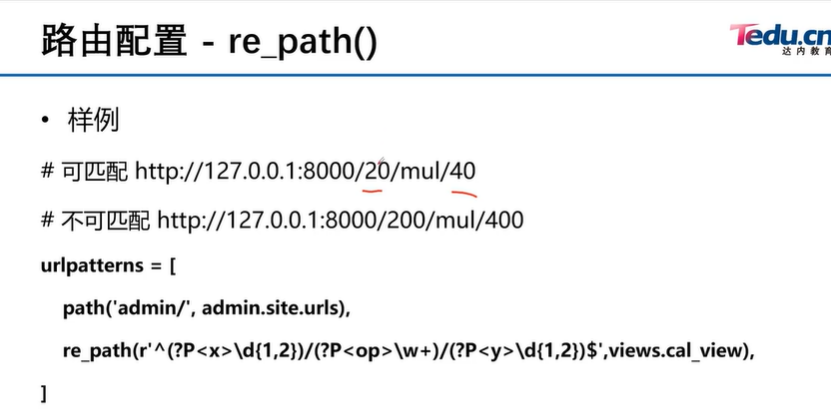 路由配置 - re_path()
Tedu.cn
达内教育
• 样例
# 可匹配 http://127.0.0.1:8000/20/mul/40
# 不可匹配 http://127.0.0.1:8000/200/mul/400
urlpatterns = [
path('admin/', admin.site.urls),
re_path(r'^(?P<x>\d{1,2})/(?P<op>\w+)/(?P<y>\d{1,2})$',views.cal_view),
]